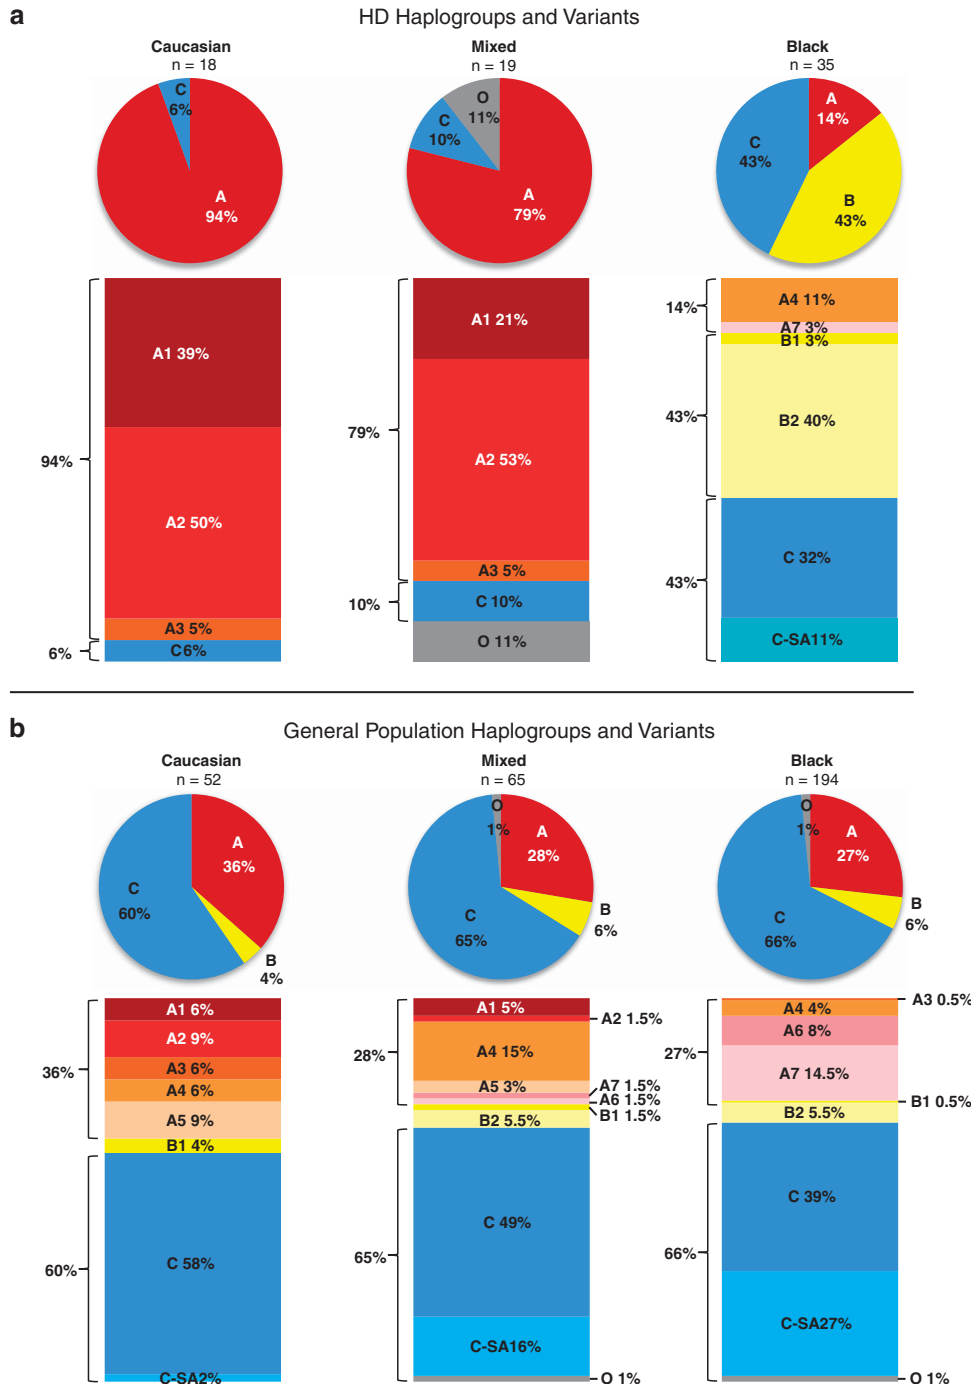 a
HD Haplogroups and Variants
Caucasian
n = 18
C
6%
A
94%
Mixed
n = 19
O
11%
C
10%
A
79%
Black
n = 35
A
14%
C
43%
B
43%
94%
A1 39%
A2 50%
A3 5%
6%
C6%
79%
A1 21%
A2 53%
A3 5%
10%
C 10%
O 11%
14%
A4 11%
A7 3%
B1 3%
43%
B2 40%
43%
C 32%
C-SA11%
b
General Population Haplogroups and Variants
Caucasian
n = 52
A
36%
C
60%
B
4%
Mixed
n = 65
O
1%
A
28%
C
65%
B
6%
Black
n = 194
O
1%
A
27%
C
66%
B
6%
36%
A1 6%
A2 9%
A3 6%
A4 6%
A5 9%
B1 4%
60%
C 58%
C-SA2%
28%
A1 5%
A2 1.5%
A4 15%
A5 3%
A7 1.5%
A6 1.5%
B1 1.5%
B2 5.5%
65%
C 49%
C-SA16%
O 1%
27%
A3 0.5%
A4 4%
A6 8%
A7 14.5%
B1 0.5%
B2 5.5%
66%
C 39%
C-SA27%
O 1%